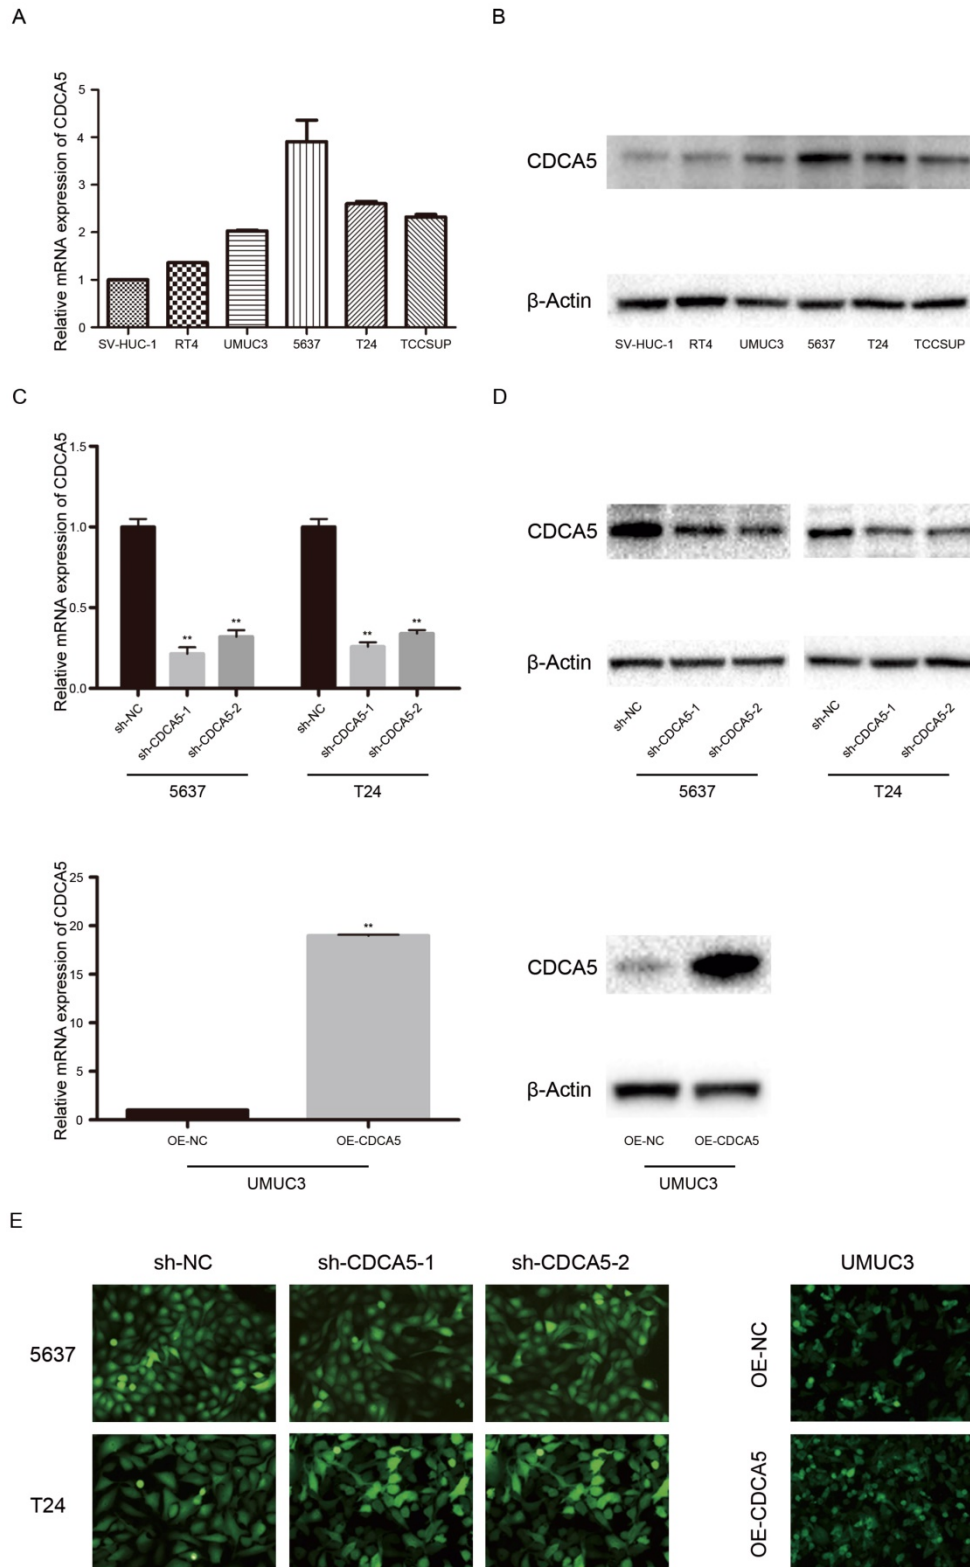 A
B
Relative mRNA expression of CDCA5
5
4
3
2
1
0
SV-HUC-1 RT4 UMUC3 5637 T24 TCCSUP
CDCA5
β-Actin
SV-HUC-1 RT4 UMUC3 5637 T24 TCCSUP
C
D
Relative mRNA expression of CDCA5
1.5
1.0
0.5
0.0
** ** ** **
sh-NC sh-CDCA5-1 sh-CDCA5-2 sh-NC sh-CDCA5-1 sh-CDCA5-2
5637 T24
CDCA5
β-Actin
sh-NC sh-CDCA5-1 sh-CDCA5-2 sh-NC sh-CDCA5-1 sh-CDCA5-2
5637 T24
Relative mRNA expression of CDCA5
25
20
15
10
5
0
**
OE-NC OE-CDCA5
UMUC3
CDCA5
β-Actin
OE-NC OE-CDCA5
UMUC3
E
sh-NC sh-CDCA5-1 sh-CDCA5-2 UMUC3
5637
OE-NC
T24
OE-CDCA5